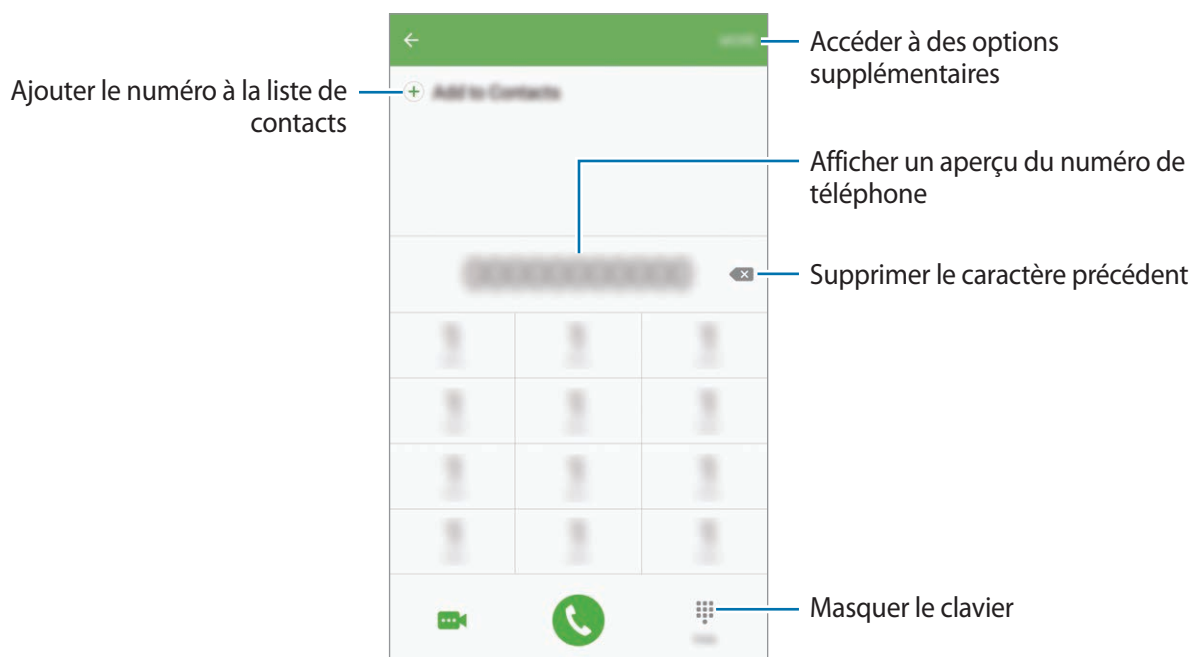 Accéder à des options
supplémentaires
Ajouter le numéro à la liste de
contacts
Add to Contacts
Afficher un aperçu du numéro de
téléphone
Supprimer le caractère précédent
Masquer le clavier